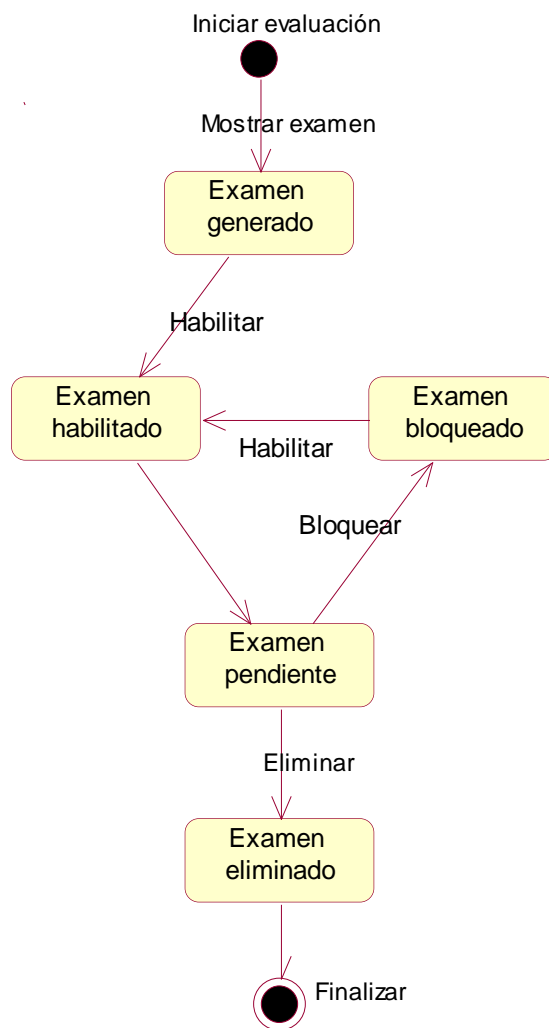 Iniciar evaluación
Mostrar examen
Examen
generado
Habilitar
Examen
habilitado
Examen
bloqueado
Habilitar
Bloquear
Examen
pendiente
Eliminar
Examen
eliminado
Finalizar